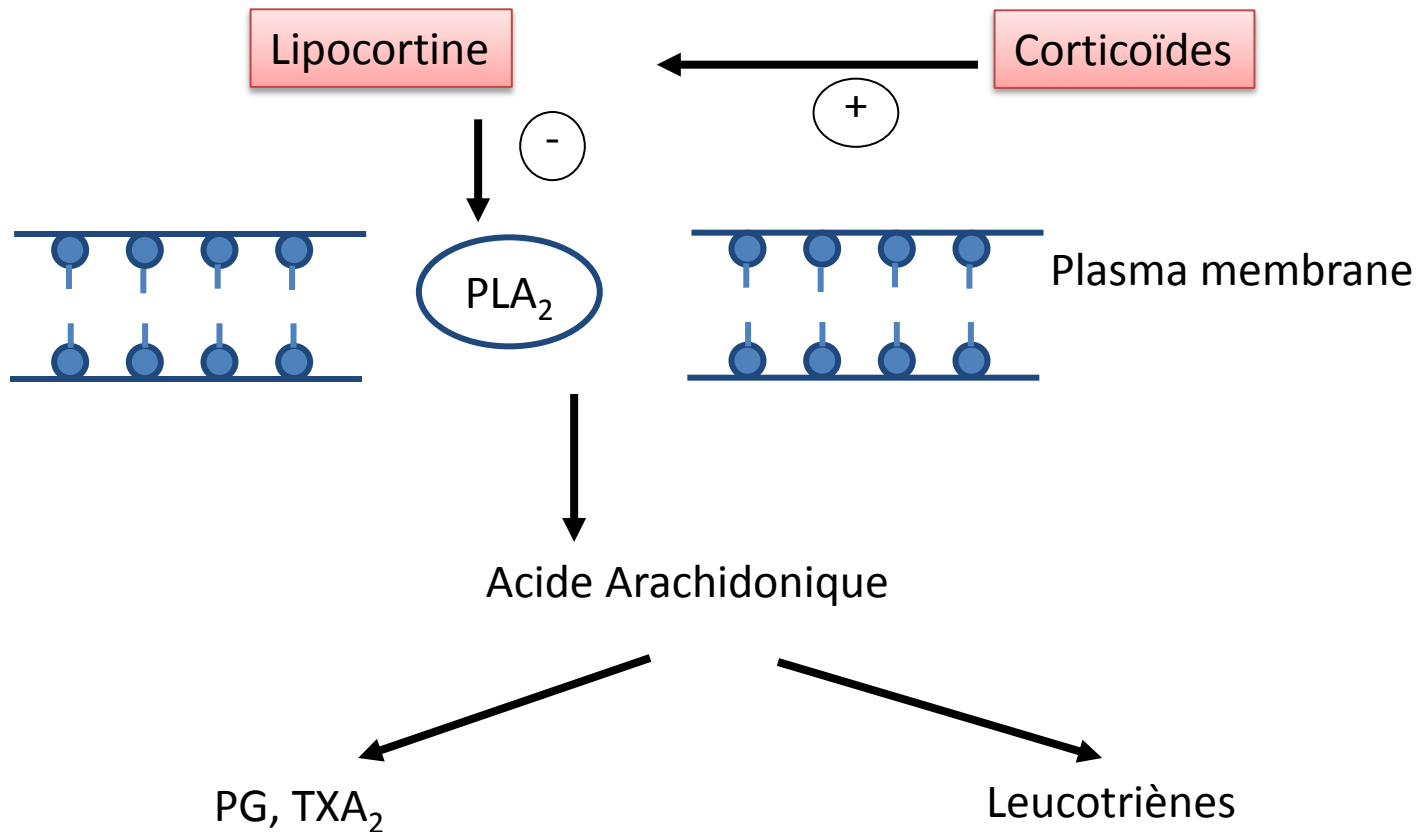 Lipocortine
Corticoïdes
+
-
PLA₂
Plasma membrane
Acide Arachidonique
PG, TXA₂
Leucotriènes